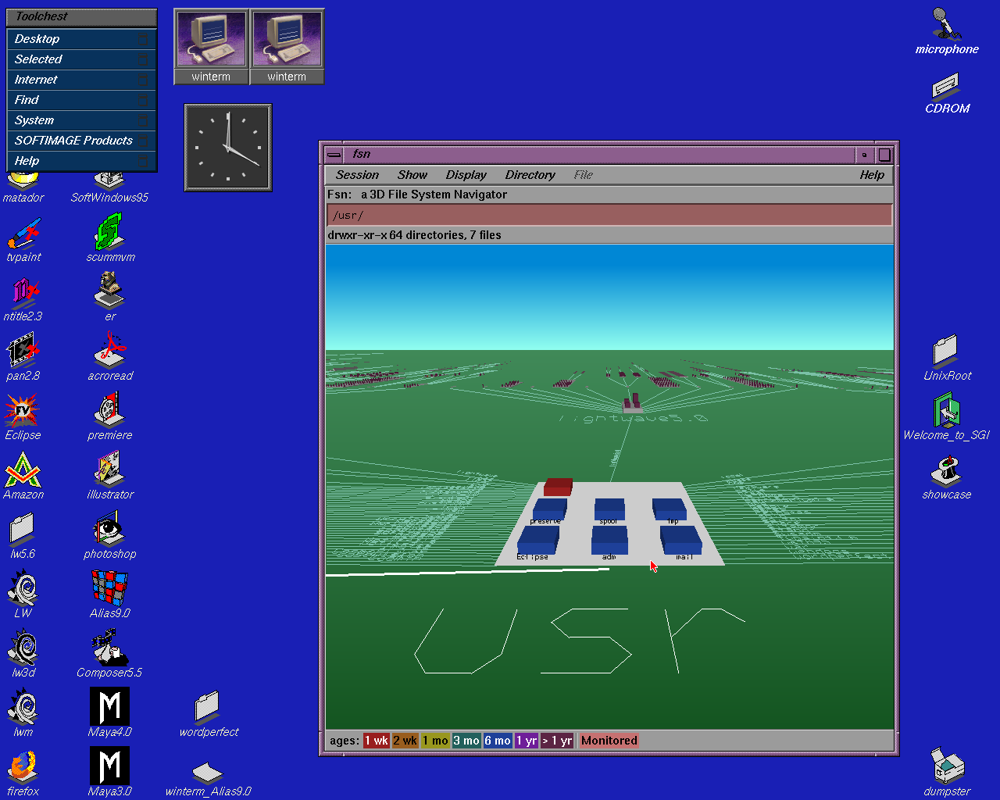 Toolchest
Desktop
Selected
Internet
Find
System
SOFTIMAGE Products
Help
winterm
winterm
microphone
CDROM
matador
SoftWindows95
tvpaint
scummvm
ntitle2.3
er
pan2.8
acroread
Eclipse
premiere
Amazon
illustrator
lw5.6
photoshop
LW
Alias9.0
lw3d
Composer5.5
lwm
Maya4.0
wordperfect
firefox
Maya3.0
winterm_Alias9.0
fsn
Session Show Display Directory File Help
Fsn: a 3D File System Navigator
/usr/
drwxr-xr-x 64 directories, 7 files
lightwave5.0
preserve spool tmp
Eclipse adm mail
usr
ages: 1 wk 2 wk 1 mo 3 mo 6 mo 1 yr > 1 yr Monitored
UnixRoot
Welcome_to_SGI
showcase
dumpster